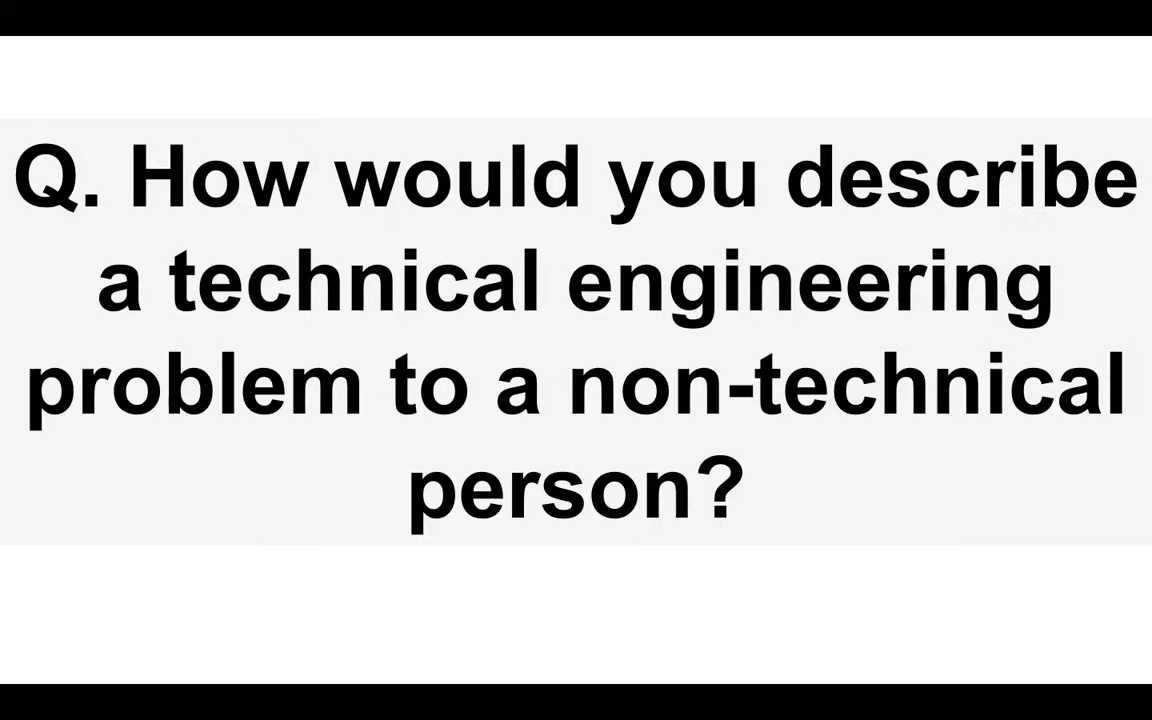 Q. How would you describe
a technical engineering
problem to a non-technical
person?